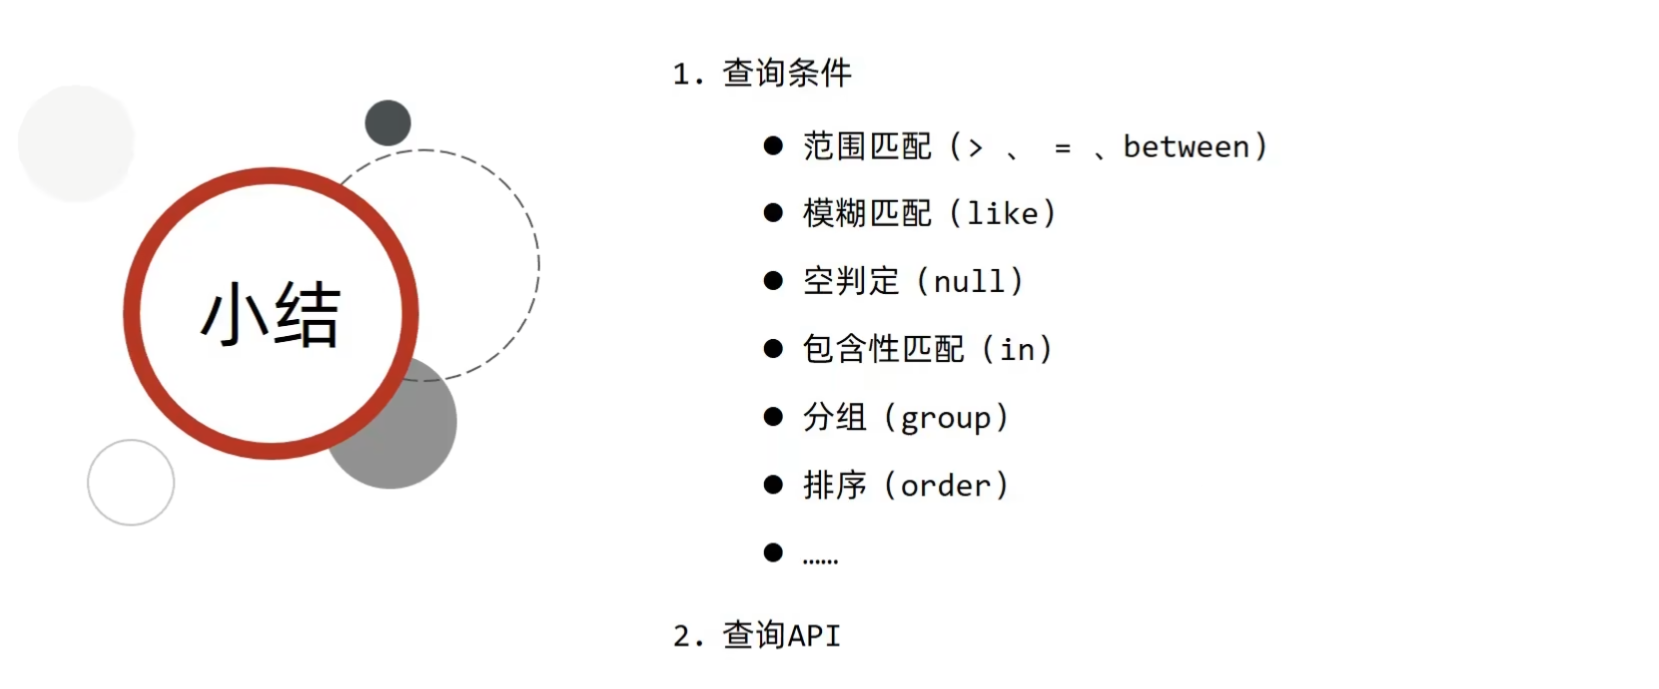 小结
1. 查询条件
● 范围匹配（> 、 = 、between）
● 模糊匹配（like）
● 空判定（null）
● 包含性匹配（in）
● 分组（group）
● 排序（order）
● ……
2. 查询API